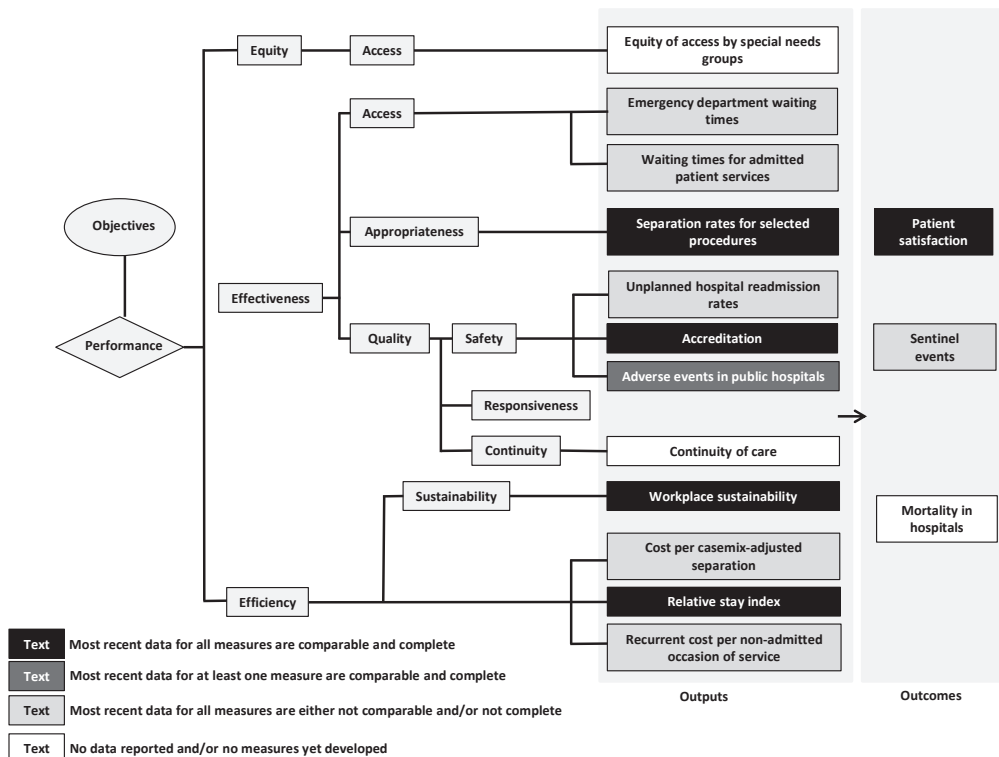 Equity
Access
Equity of access by special needs
groups
Access
Emergency department waiting
times
Waiting times for admitted
patient services
Objectives
Appropriateness
Separation rates for selected
procedures
Patient
satisfaction
Effectiveness
Unplanned hospital readmission
rates
Performance
Quality
Safety
Accreditation
Sentinel
events
Adverse events in public hospitals
Responsiveness
Continuity
Continuity of care
Sustainability
Workplace sustainability
Mortality in
hospitals
Cost per casemix-adjusted
separation
Efficiency
Relative stay index
Recurrent cost per non-admitted
occasion of service
Text Most recent data for all measures are comparable and complete
Text Most recent data for at least one measure are comparable and complete
Text Most recent data for all measures are either not comparable and/or not complete
Text No data reported and/or no measures yet developed
Outputs
Outcomes